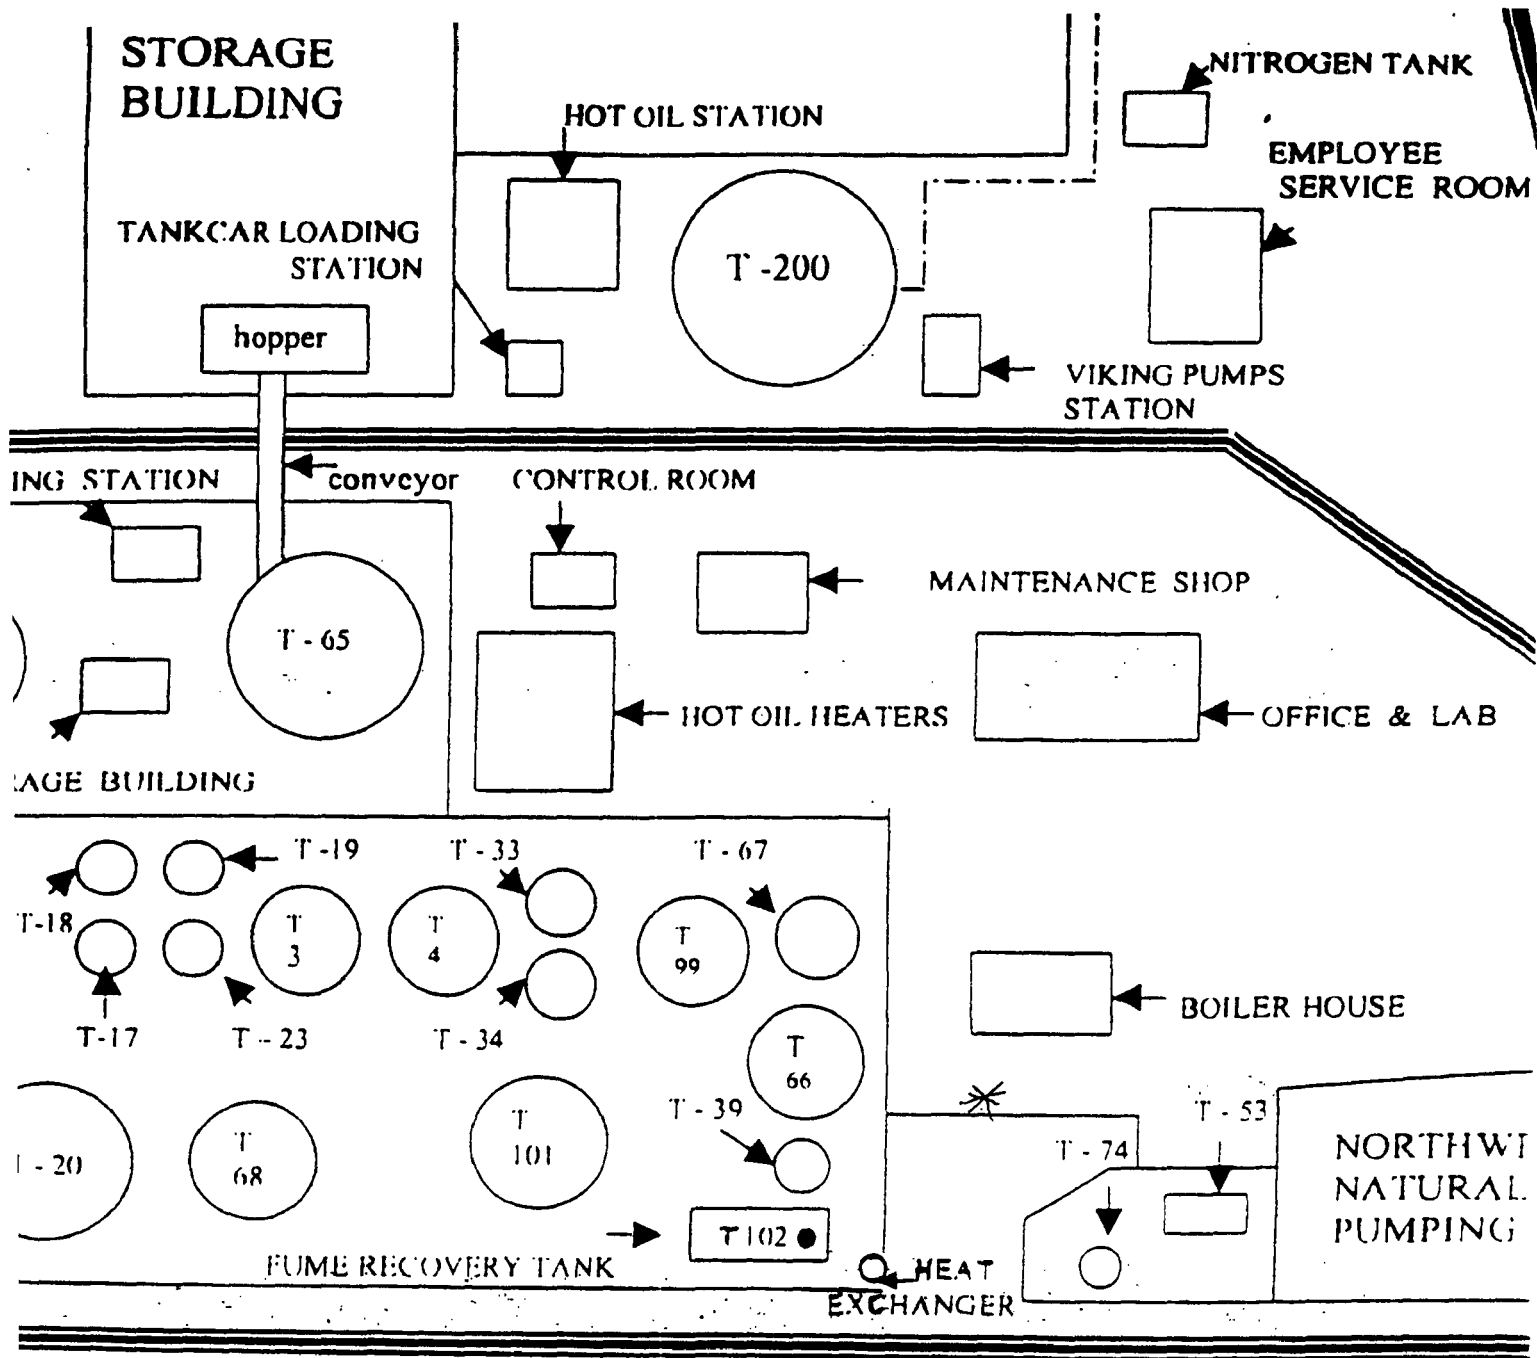 STORAGE
BUILDING
NITROGEN TANK
HOT OIL STATION
EMPLOYEE
SERVICE ROOM
TANKCAR LOADING
STATION
T -200
hopper
VIKING PUMPS
STATION
ING STATION
conveyor
CONTROL ROOM
MAINTENANCE SHOP
T - 65
HOT OIL HEATERS
OFFICE & LAB
AGE BUILDING
T -19
T - 33
T - 67
T-18
T
3
T
4
T
99
T-17
T - 23
T - 34
BOILER HOUSE
T
66
T - 39
T - 53
T - 74
- 20
T
68
T
101
NORTHW
NATURAL
PUMPING
T 102
FUME RECOVERY TANK
HEAT
EXCHANGER